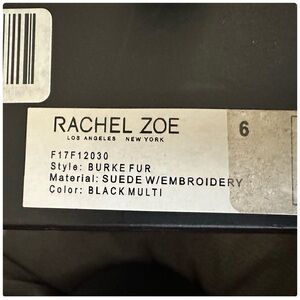 RACHEL ZOE
LOS ANGELES NEW YORK
6
F17F12030
Style: BURKE FUR
Material: SUEDE W/EMBROIDERY
Color: BLACK MULTI